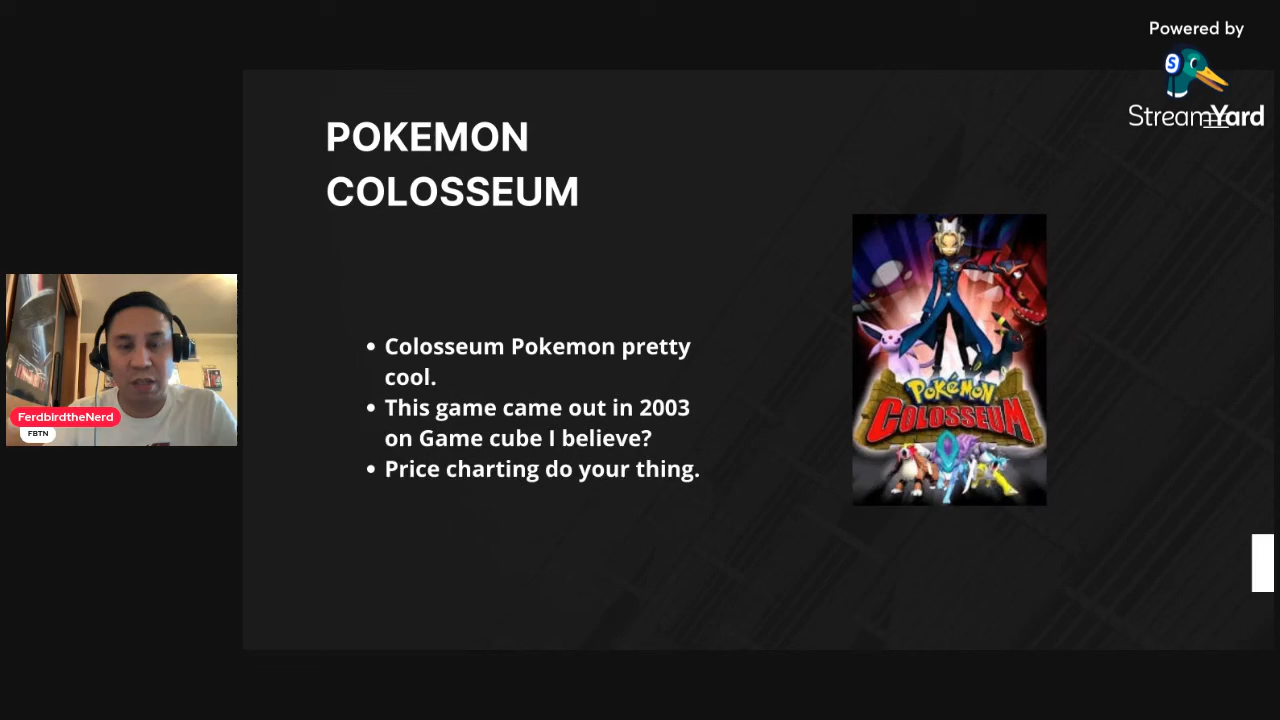 Powered by
StreamYard
POKEMON
COLOSSEUM
Colosseum Pokemon pretty
cool.
This game came out in 2003
on Game cube I believe?
Price charting do your thing.
POKéMON
COLOSSEUM
FerdbirdtheNerd
FBTN